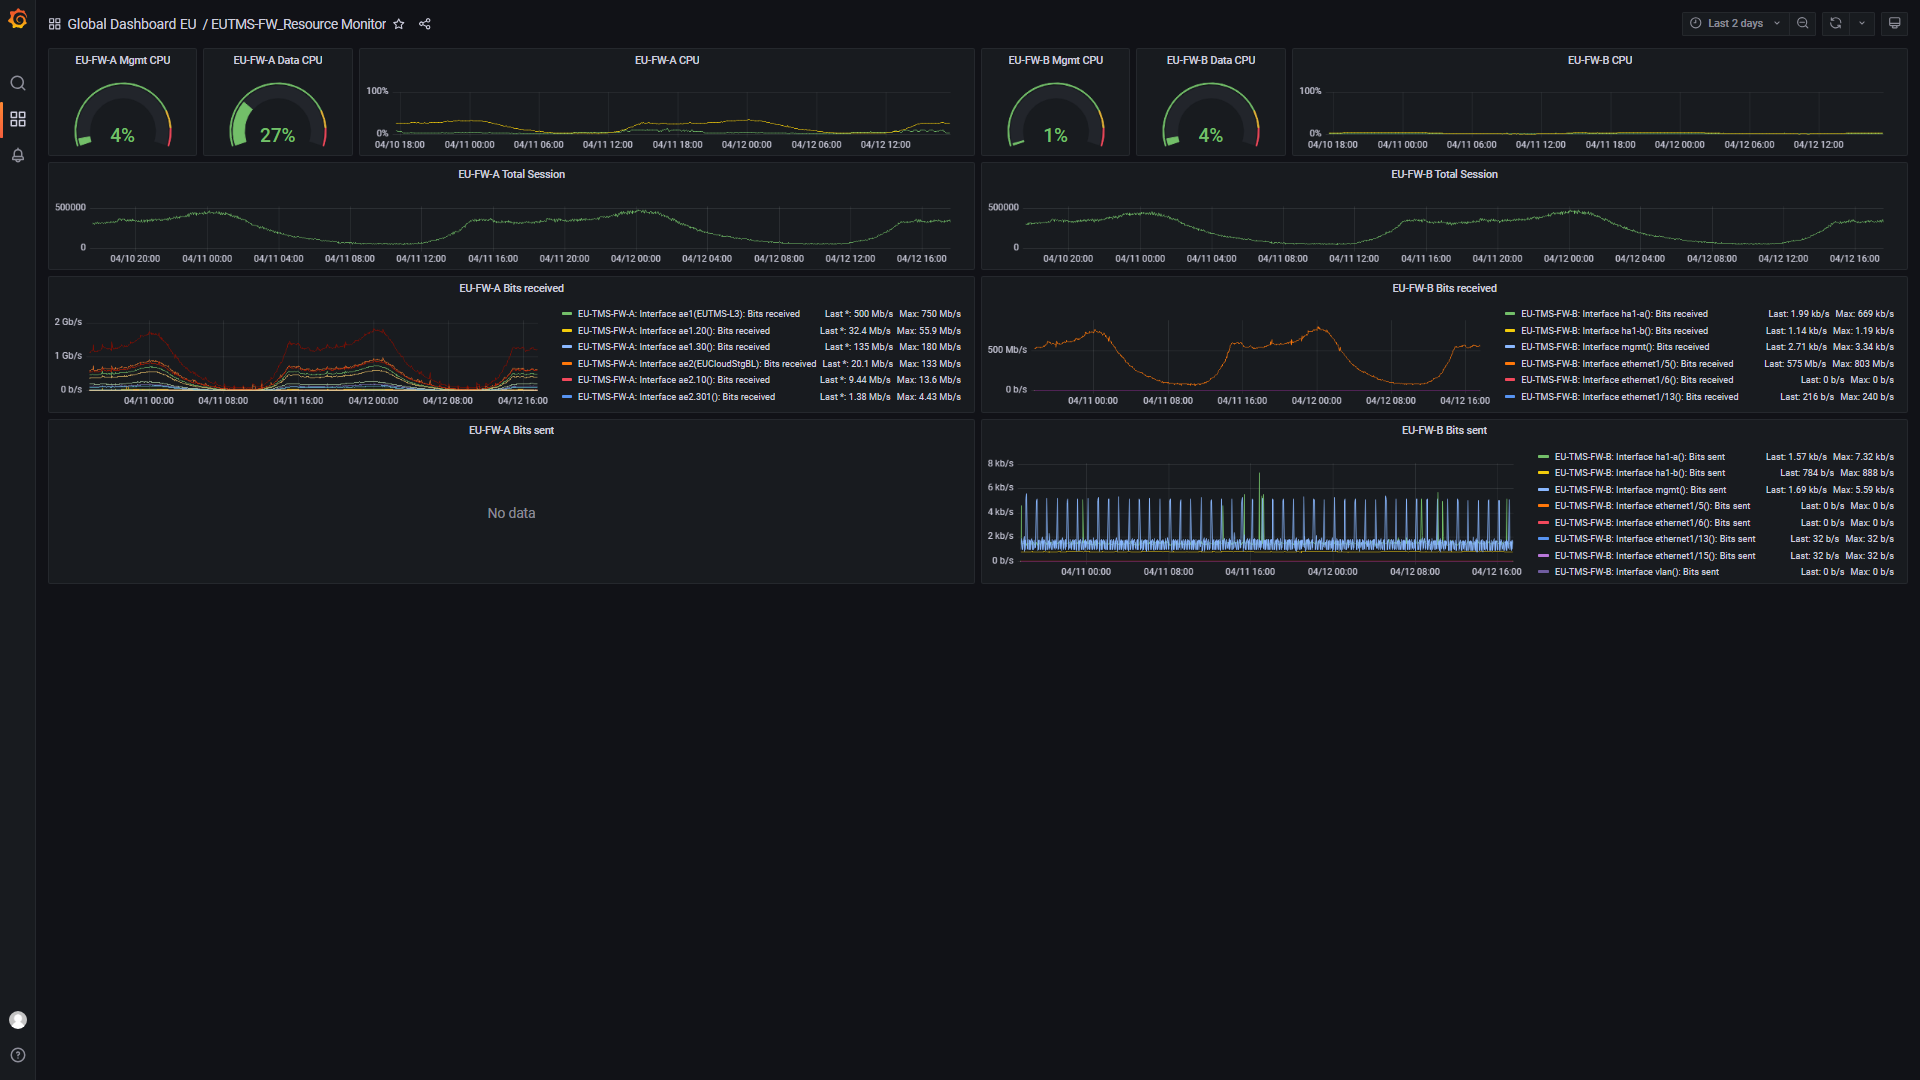 Global Dashboard EU / EUTMS-FW_Resource Monitor
Last 2 days
EU-FW-A Mgmt CPU
4%
EU-FW-A Data CPU
27%
EU-FW-A CPU
100%
0%
04/10 18:00 04/11 00:00 04/11 06:00 04/11 12:00 04/11 18:00 04/12 00:00 04/12 06:00 04/12 12:00
EU-FW-B Mgmt CPU
1%
EU-FW-B Data CPU
4%
EU-FW-B CPU
100%
0%
04/10 18:00 04/11 00:00 04/11 06:00 04/11 12:00 04/11 18:00 04/12 00:00 04/12 06:00 04/12 12:00
EU-FW-A Total Session
500000
0
04/10 20:00 04/11 00:00 04/11 04:00 04/11 08:00 04/11 12:00 04/11 16:00 04/11 20:00 04/12 00:00 04/12 04:00 04/12 08:00 04/12 12:00 04/12 16:00
EU-FW-B Total Session
500000
0
04/10 20:00 04/11 00:00 04/11 04:00 04/11 08:00 04/11 12:00 04/11 16:00 04/11 20:00 04/12 00:00 04/12 04:00 04/12 08:00 04/12 12:00 04/12 16:00
EU-FW-A Bits received
2 Gb/s
1 Gb/s
0 b/s
04/11 00:00 04/11 08:00 04/11 16:00 04/12 00:00 04/12 08:00 04/12 16:00
EU-TMS-FW-A: Interface ae1(EUTMS-L3): Bits received Last *: 500 Mb/s Max: 750 Mb/s
EU-TMS-FW-A: Interface ae1.20(): Bits received Last *: 32.4 Mb/s Max: 55.9 Mb/s
EU-TMS-FW-A: Interface ae1.30(): Bits received Last *: 135 Mb/s Max: 180 Mb/s
EU-TMS-FW-A: Interface ae2(EUCloudStgBL): Bits received Last *: 20.1 Mb/s Max: 133 Mb/s
EU-TMS-FW-A: Interface ae2.10(): Bits received Last *: 9.44 Mb/s Max: 13.6 Mb/s
EU-TMS-FW-A: Interface ae2.301(): Bits received Last *: 1.38 Mb/s Max: 4.43 Mb/s
EU-FW-B Bits received
500 Mb/s
0 b/s
04/11 00:00 04/11 08:00 04/11 16:00 04/12 00:00 04/12 08:00 04/12 16:00
EU-TMS-FW-B: Interface ha1-a(): Bits received Last: 1.99 kb/s Max: 669 kb/s
EU-TMS-FW-B: Interface ha1-b(): Bits received Last: 1.14 kb/s Max: 1.19 kb/s
EU-TMS-FW-B: Interface mgmt(): Bits received Last: 2.71 kb/s Max: 3.34 kb/s
EU-TMS-FW-B: Interface ethernet1/5(): Bits received Last: 575 Mb/s Max: 803 Mb/s
EU-TMS-FW-B: Interface ethernet1/6(): Bits received Last: 0 b/s Max: 0 b/s
EU-TMS-FW-B: Interface ethernet1/13(): Bits received Last: 216 b/s Max: 240 b/s
EU-FW-A Bits sent
No data
EU-FW-B Bits sent
8 kb/s
6 kb/s
4 kb/s
2 kb/s
0 b/s
04/11 00:00 04/11 08:00 04/11 16:00 04/12 00:00 04/12 08:00 04/12 16:00
EU-TMS-FW-B: Interface ha1-a(): Bits sent Last: 1.57 kb/s Max: 7.32 kb/s
EU-TMS-FW-B: Interface ha1-b(): Bits sent Last: 784 b/s Max: 888 b/s
EU-TMS-FW-B: Interface mgmt(): Bits sent Last: 1.69 kb/s Max: 5.59 kb/s
EU-TMS-FW-B: Interface ethernet1/5(): Bits sent Last: 0 b/s Max: 0 b/s
EU-TMS-FW-B: Interface ethernet1/6(): Bits sent Last: 0 b/s Max: 0 b/s
EU-TMS-FW-B: Interface ethernet1/13(): Bits sent Last: 32 b/s Max: 32 b/s
EU-TMS-FW-B: Interface ethernet1/15(): Bits sent Last: 32 b/s Max: 32 b/s
EU-TMS-FW-B: Interface vlan(): Bits sent Last: 0 b/s Max: 0 b/s